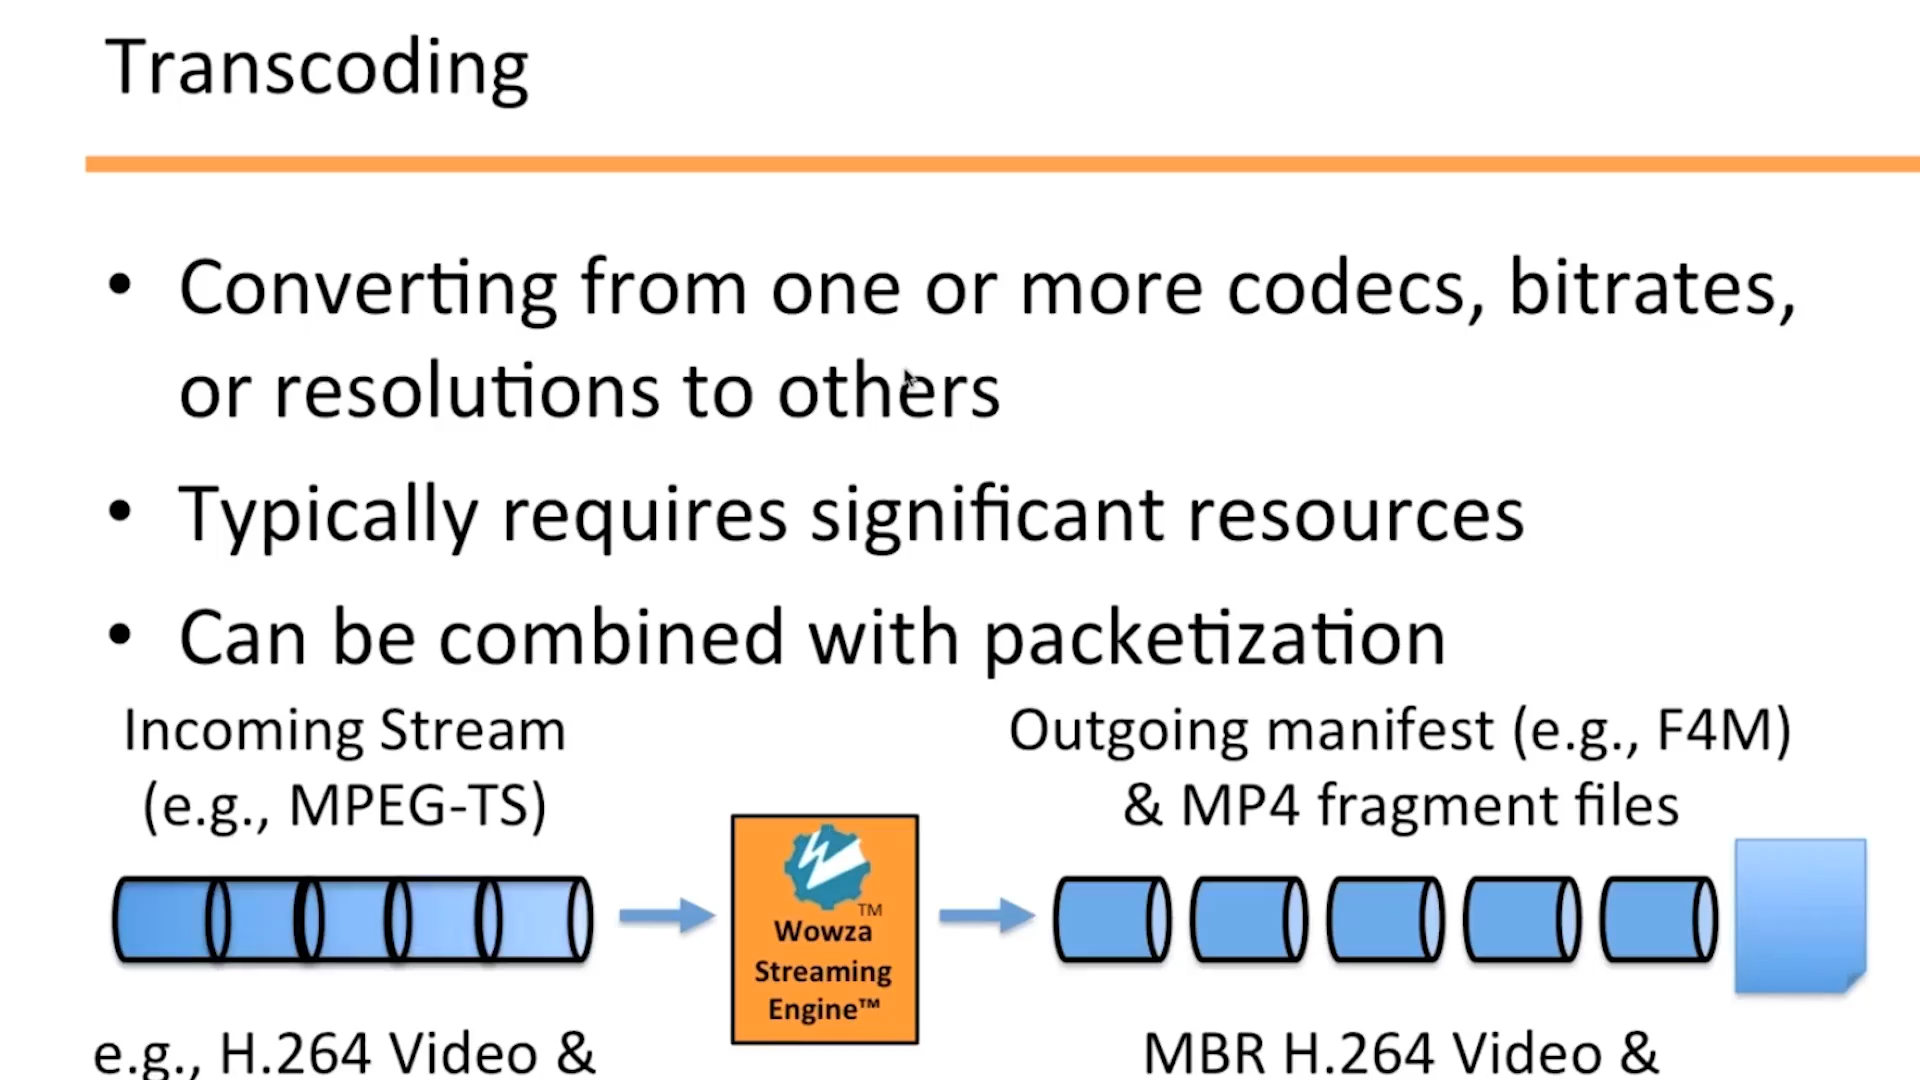 Transcoding
• Converting from one or more codecs, bitrates,
or resolutions to others
• Typically requires significant resources
• Can be combined with packetization
Incoming Stream
(e.g., MPEG-TS)
Outgoing manifest (e.g., F4M)
& MP4 fragment files
TM
Wowza
Streaming
Engine™
e.g., H.264 Video &
MBR H.264 Video &